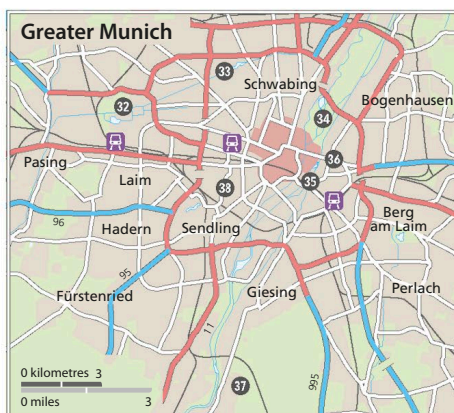 Greater Munich
33
Schwabing
32
Bogenhausen
34
36
Pasing
Laim
35
38
96
Hadern
Sendling
Berg
am Laim
95
Fürstenried
Giesing
Perlach
11
995
37
0 kilometres 3
0 miles 3